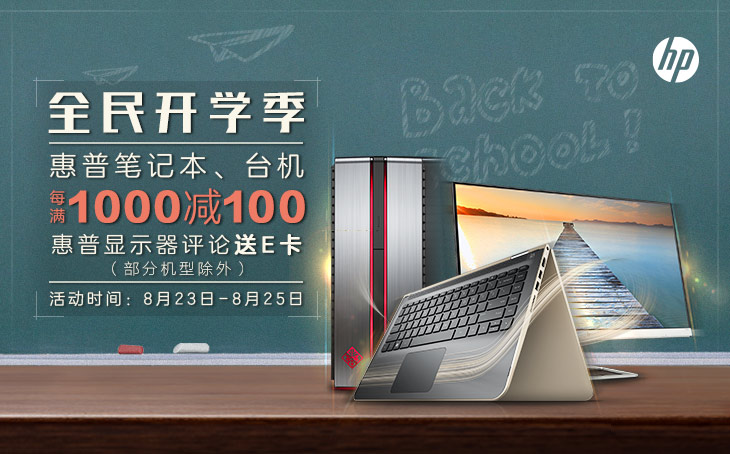 hp
全民开学季
BACK TO
School!
惠普笔记本、台机
每满1000减100
惠普显示器评论送E卡
（部分机型除外）
活动时间：8月23日-8月25日